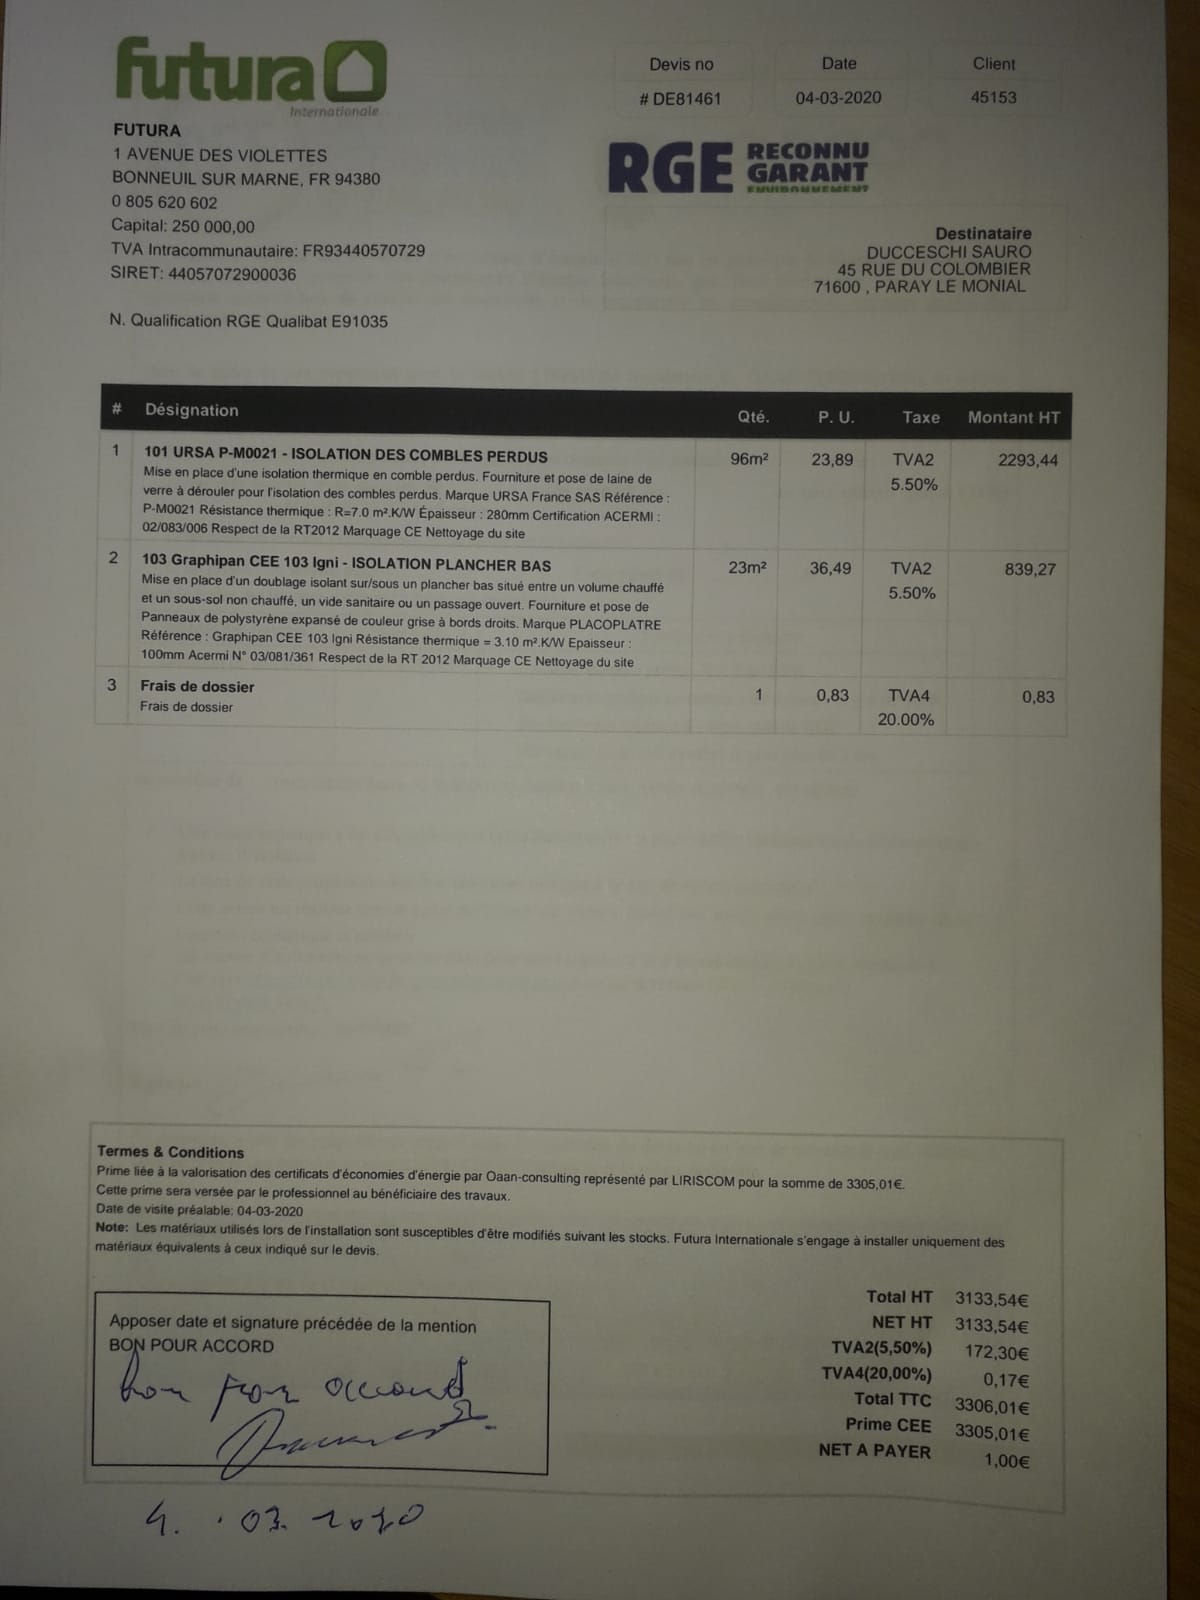 futura
Internationale
Devis no
# DE81461
Date
04-03-2020
Client
45153
FUTURA
1 AVENUE DES VIOLETTES
BONNEUIL SUR MARNE, FR 94380
0 805 620 602
Capital: 250 000,00
TVA Intracommunautaire: FR93440570729
SIRET: 44057072900036
N. Qualification RGE Qualibat E91035
RGE RECONNU
GARANT
ENVIRONNEMENT
Destinataire
DUCCESCHI SAURO
45 RUE DU COLOMBIER
71600 , PARAY LE MONIAL
# Désignation Qté. P. U. Taxe Montant HT
1 101 URSA P-M0021 - ISOLATION DES COMBLES PERDUS 96m² 23,89 TVA2 2293,44
5.50%
Mise en place d'une isolation thermique en comble perdus. Fourniture et pose de laine de
verre à dérouler pour l'isolation des combles perdus. Marque URSA France SAS Référence :
P-M0021 Résistance thermique : R=7.0 m².K/W Épaisseur : 280mm Certification ACERMI :
02/083/006 Respect de la RT2012 Marquage CE Nettoyage du site
2 103 Graphipan CEE 103 Igni - ISOLATION PLANCHER BAS 23m² 36,49 TVA2 839,27
5.50%
Mise en place d'un doublage isolant sur/sous un plancher bas situé entre un volume chauffé
et un sous-sol non chauffé, un vide sanitaire ou un passage ouvert. Fourniture et pose de
Panneaux de polystyrène expansé de couleur grise à bords droits. Marque PLACOPLATRE
Référence : Graphipan CEE 103 Igni Résistance thermique = 3.10 m².K/W Epaisseur :
100mm Acermi N° 03/081/361 Respect de la RT 2012 Marquage CE Nettoyage du site
3 Frais de dossier 1 0,83 TVA4 0,83
Frais de dossier 20.00%
Termes & Conditions
Prime liée à la valorisation des certificats d'économies d'énergie par Oaan-consulting représenté par LIRISCOM pour la somme de 3305,01€.
Cette prime sera versée par le professionnel au bénéficiaire des travaux.
Date de visite préalable: 04-03-2020
Note: Les matériaux utilisés lors de l'installation sont susceptibles d'être modifiés suivant les stocks. Futura Internationale s'engage à installer uniquement des
matériaux équivalents à ceux indiqué sur le devis.
Apposer date et signature précédée de la mention
BON POUR ACCORD
bon pour accord
4. .03. 2020
Total HT 3133,54€
NET HT 3133,54€
TVA2(5,50%) 172,30€
TVA4(20,00%) 0,17€
Total TTC 3306,01€
Prime CEE 3305,01€
NET A PAYER 1,00€